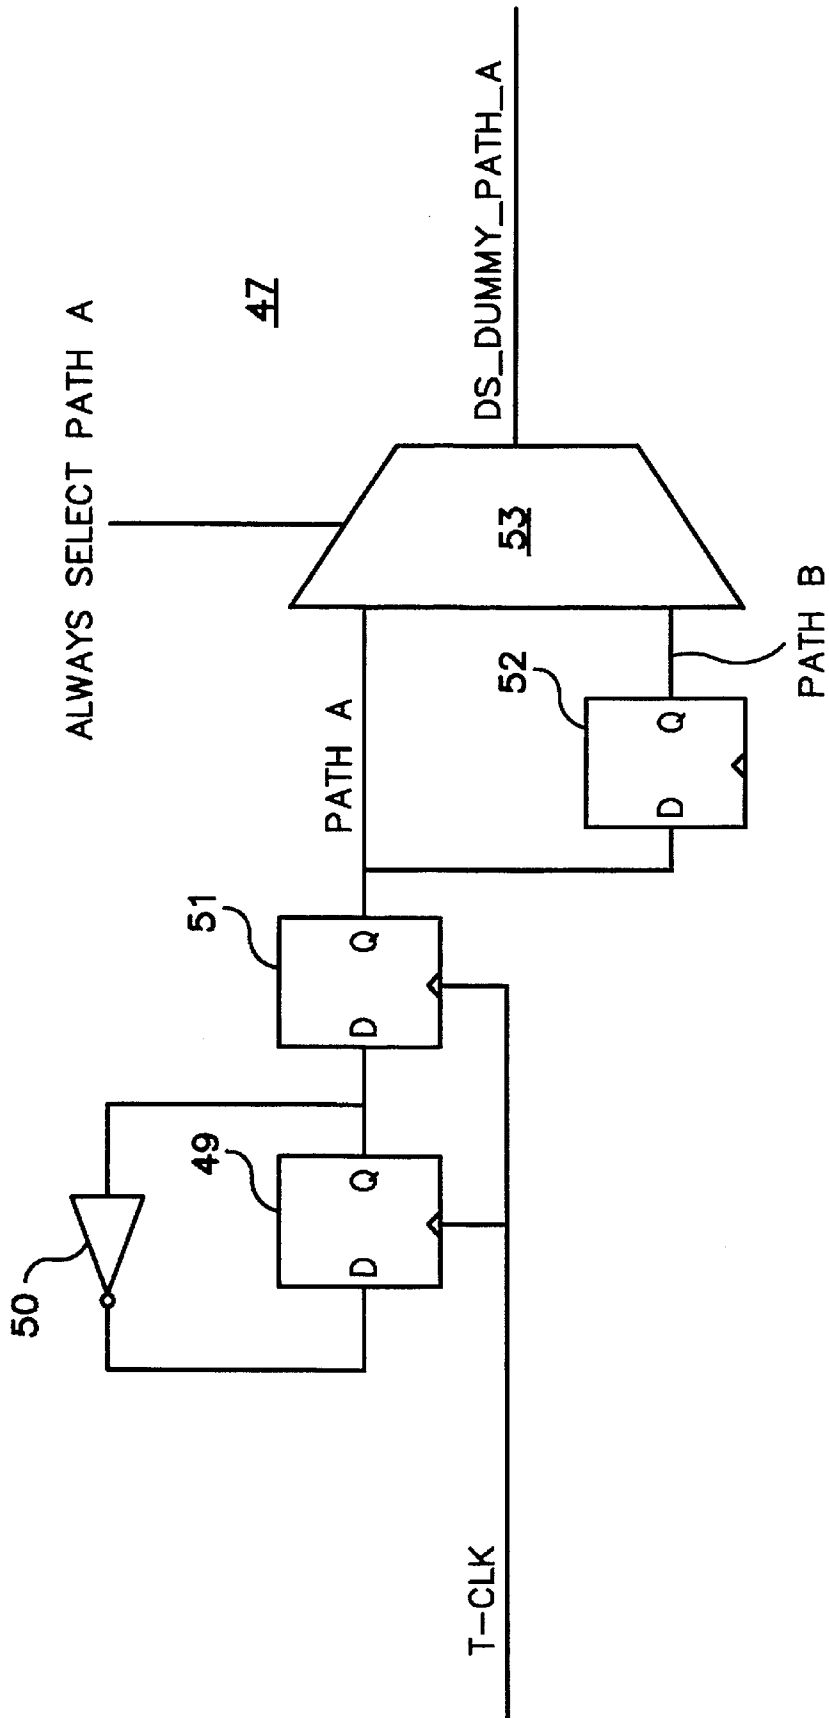 ALWAYS SELECT PATH A
47
50
49
D Q
51
D Q
PATH A
52
D Q
PATH B
53
DS_DUMMY_PATH_A
T-CLK